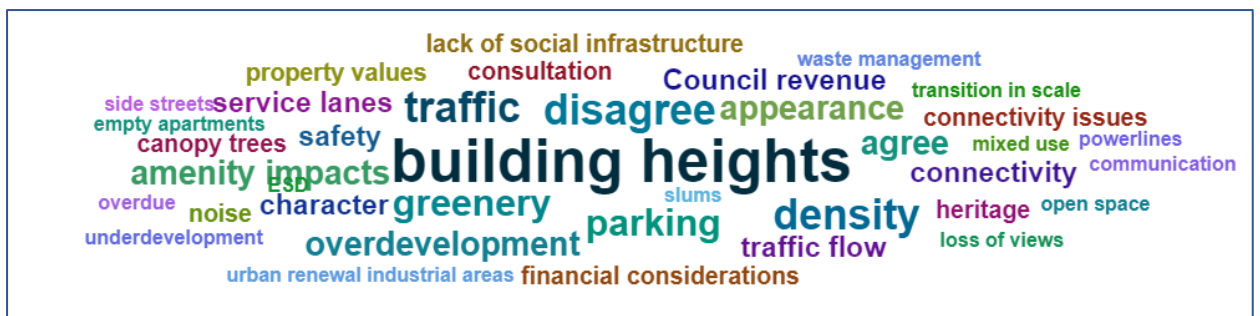 lack of social infrastructure
waste management
property values
consultation
Council revenue
transition in scale
side streets
service lanes
traffic
disagree
appearance
connectivity issues
empty apartments
safety
canopy trees
building heights
agree
mixed use
powerlines
communication
amenity impacts
ESD
connectivity
slums
overdue
noise
character
greenery
parking
density
heritage
open space
underdevelopment
overdevelopment
traffic flow
loss of views
urban renewal industrial areas
financial considerations